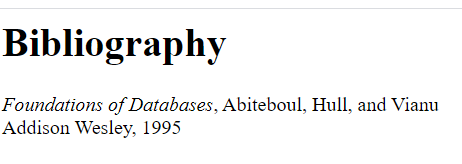 Bibliography
Foundations of Databases, Abiteboul, Hull, and Vianu
Addison Wesley, 1995